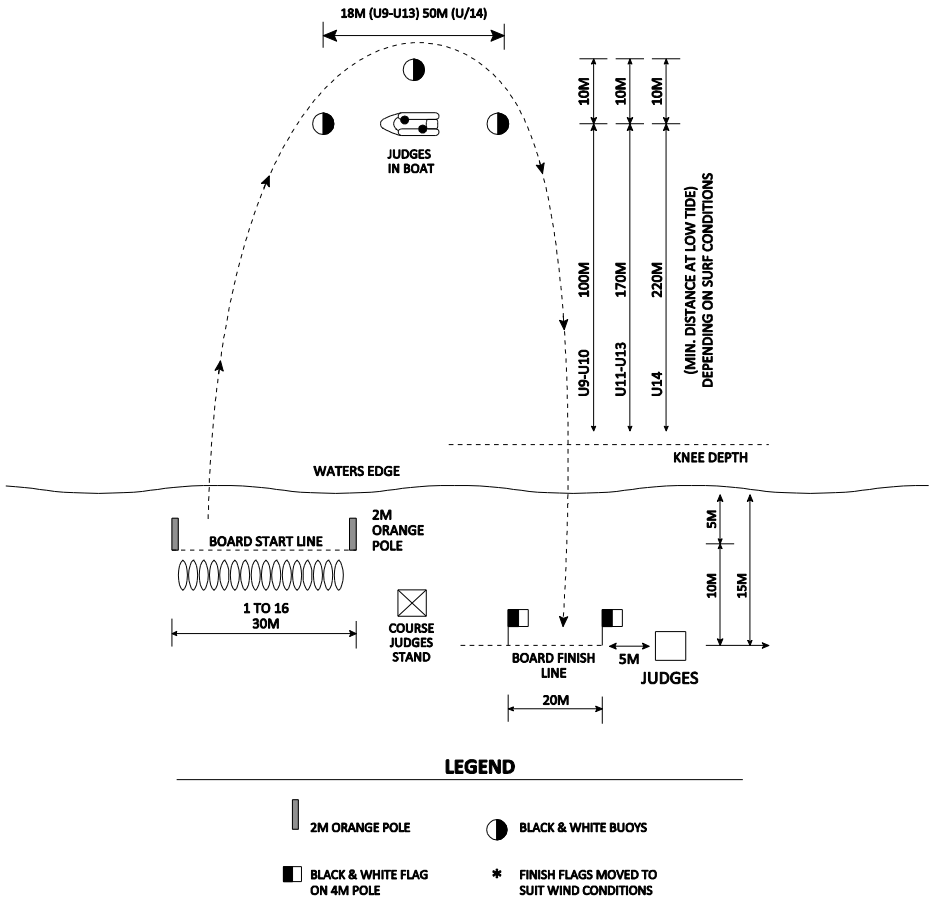 18M (U9-U13) 50M (U/14)
10M
10M
10M
JUDGES
IN BOAT
100M
170M
220M
U9-U10
U11-U13
U14
(MIN. DISTANCE AT LOW TIDE)
DEPENDING ON SURF CONDITIONS
KNEE DEPTH
WATERS EDGE
2M
ORANGE
POLE
BOARD START LINE
5M
10M
15M
1 TO 16
30M
COURSE
JUDGES
STAND
BOARD FINISH
LINE
5M
JUDGES
20M
LEGEND
2M ORANGE POLE
BLACK & WHITE BUOYS
BLACK & WHITE FLAG
ON 4M POLE
* FINISH FLAGS MOVED TO
SUIT WIND CONDITIONS